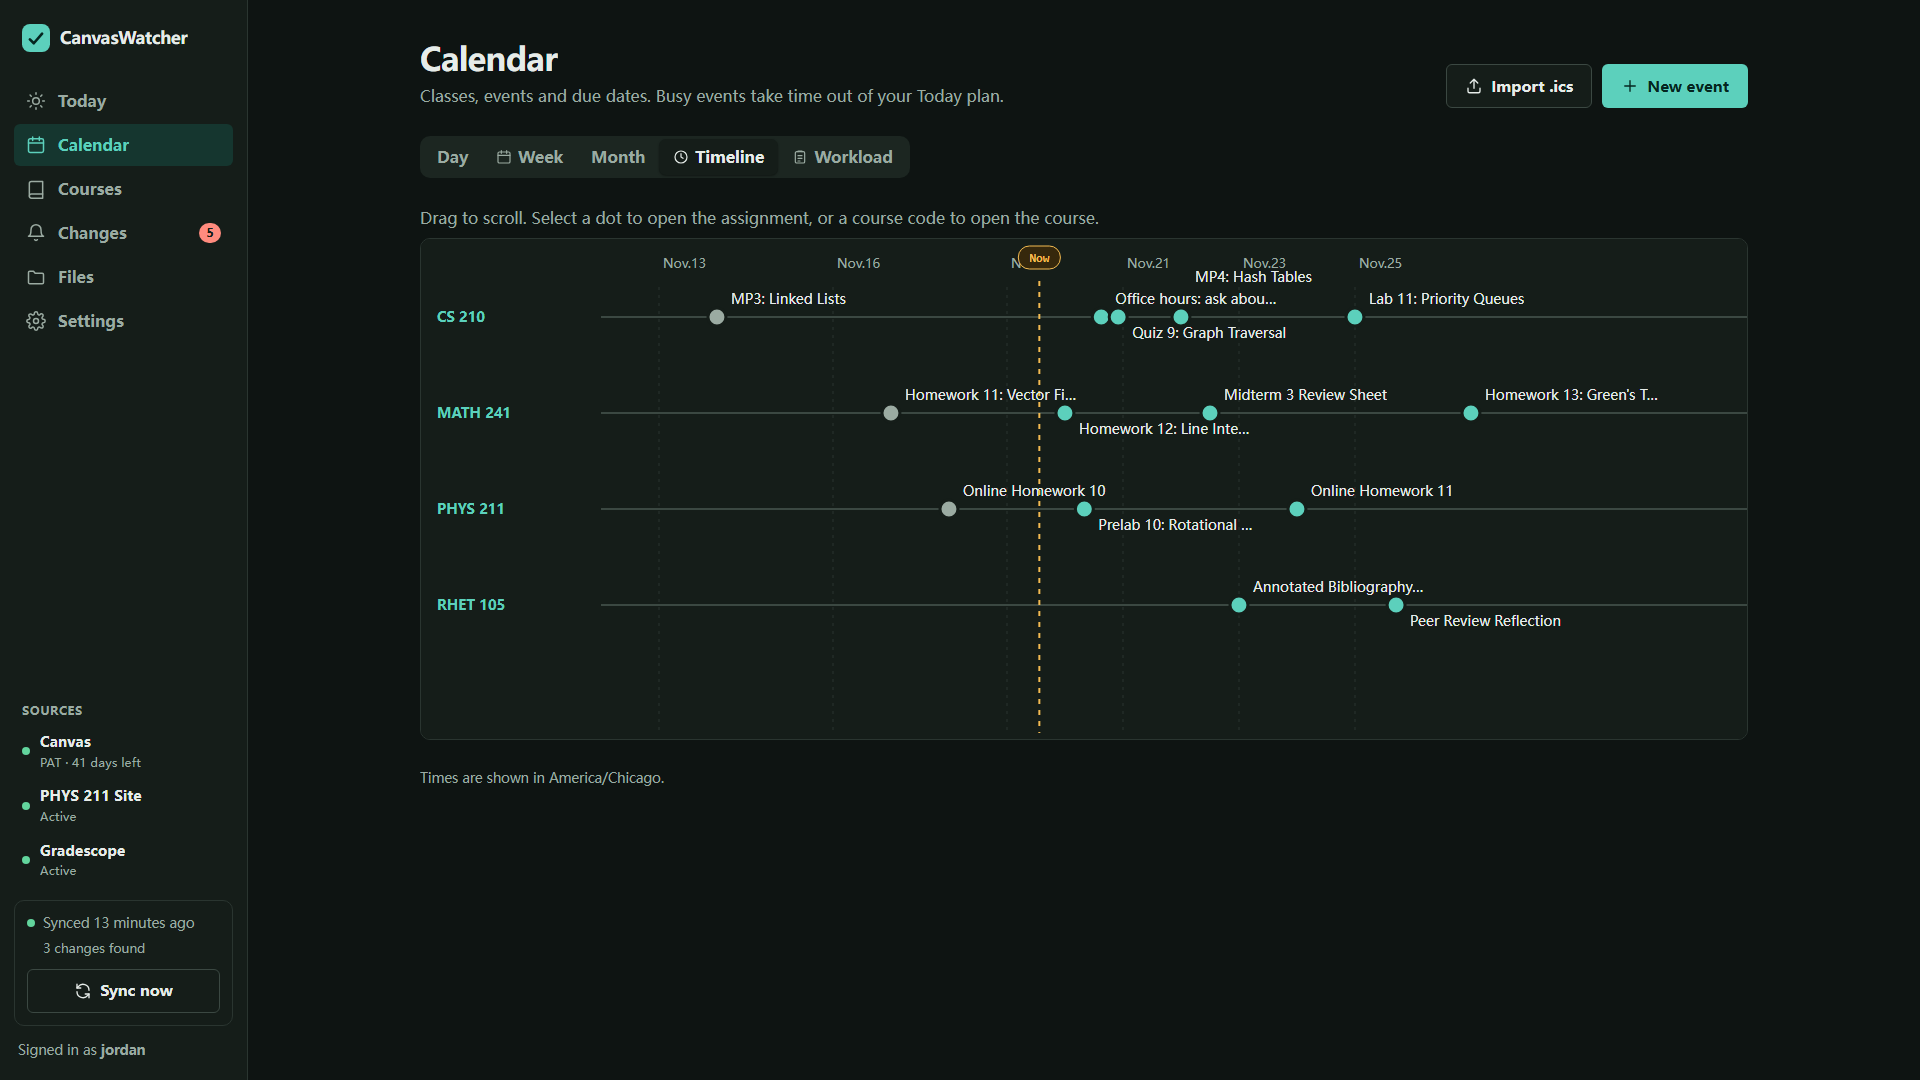 CanvasWatcher
Today
Calendar
Courses
Changes
5
Files
Settings
SOURCES
Canvas
PAT · 41 days left
PHYS 211 Site
Active
Gradescope
Active
Synced 13 minutes ago
3 changes found
Sync now
Signed in as jordan
Calendar
Classes, events and due dates. Busy events take time out of your Today plan.
Import .ics
New event
Day
Week
Month
Timeline
Workload
Drag to scroll. Select a dot to open the assignment, or a course code to open the course.
Nov.13
Nov.16
Now
Nov.21
Nov.23
Nov.25
MP4: Hash Tables
MP3: Linked Lists
Office hours: ask abou...
Lab 11: Priority Queues
CS 210
Quiz 9: Graph Traversal
Homework 11: Vector Fi...
Midterm 3 Review Sheet
Homework 13: Green's T...
MATH 241
Homework 12: Line Inte...
Online Homework 10
Online Homework 11
PHYS 211
Prelab 10: Rotational ...
Annotated Bibliography...
RHET 105
Peer Review Reflection
Times are shown in America/Chicago.